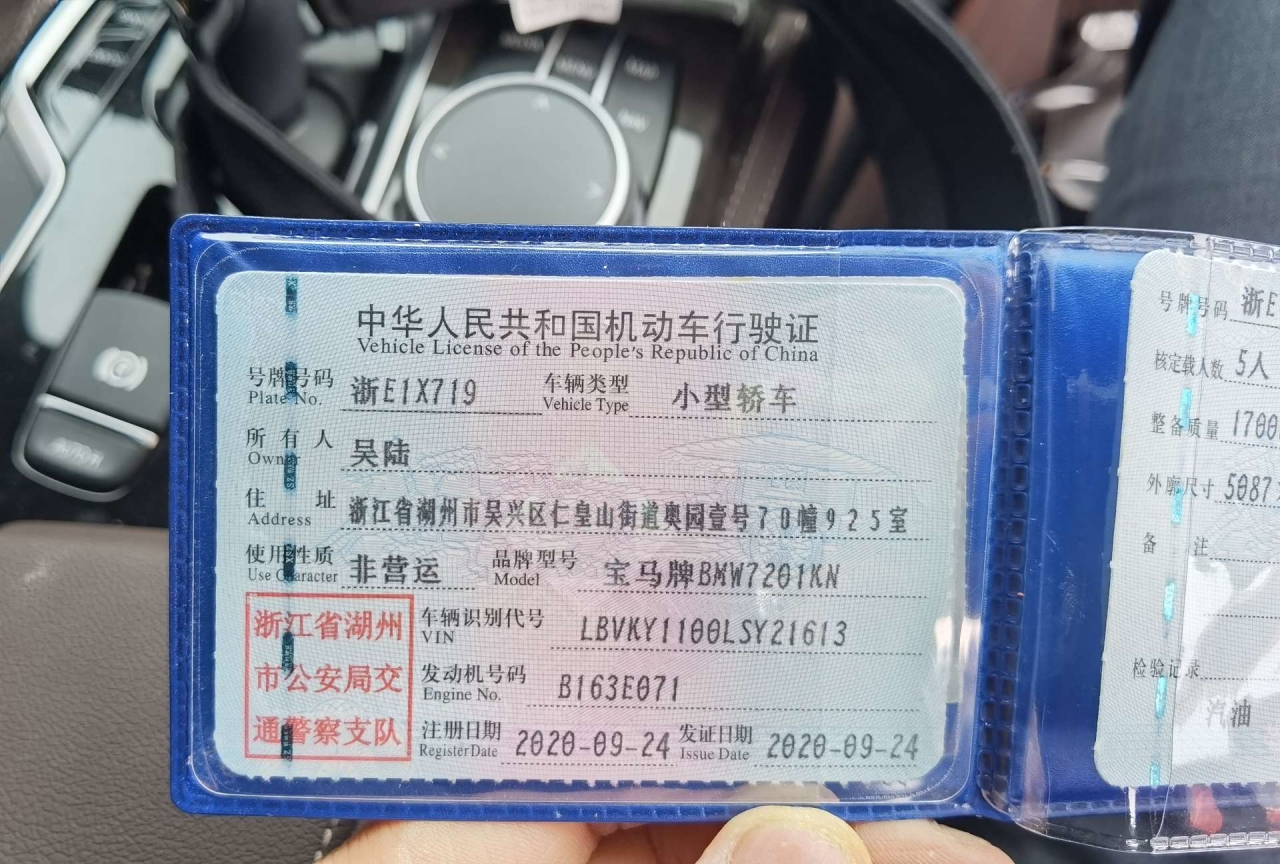 中华人民共和国机动车行驶证
Vehicle License of the People's Republic of China
号牌号码 浙E1X719 车辆类型 小型轿车
Plate No. Vehicle Type
所有人 吴陆
Owner
住址 浙江省湖州市吴兴区仁皇山街道奥园壹号70幢925室
Address
使用性质 非营运 品牌型号 宝马牌BMW7201KN
Use Character Model
浙江省湖州
市公安局交
通警察支队
车辆识别代号 LBVKY1100LSY21613
VIN
发动机号码 B163E071
Engine No.
注册日期 2020-09-24 发证日期 2020-09-24
Register Date Issue Date
号牌号码 浙E
核定载人数 5人
整备质量 1700
外廓尺寸 5087
备注
检验记录
汽油